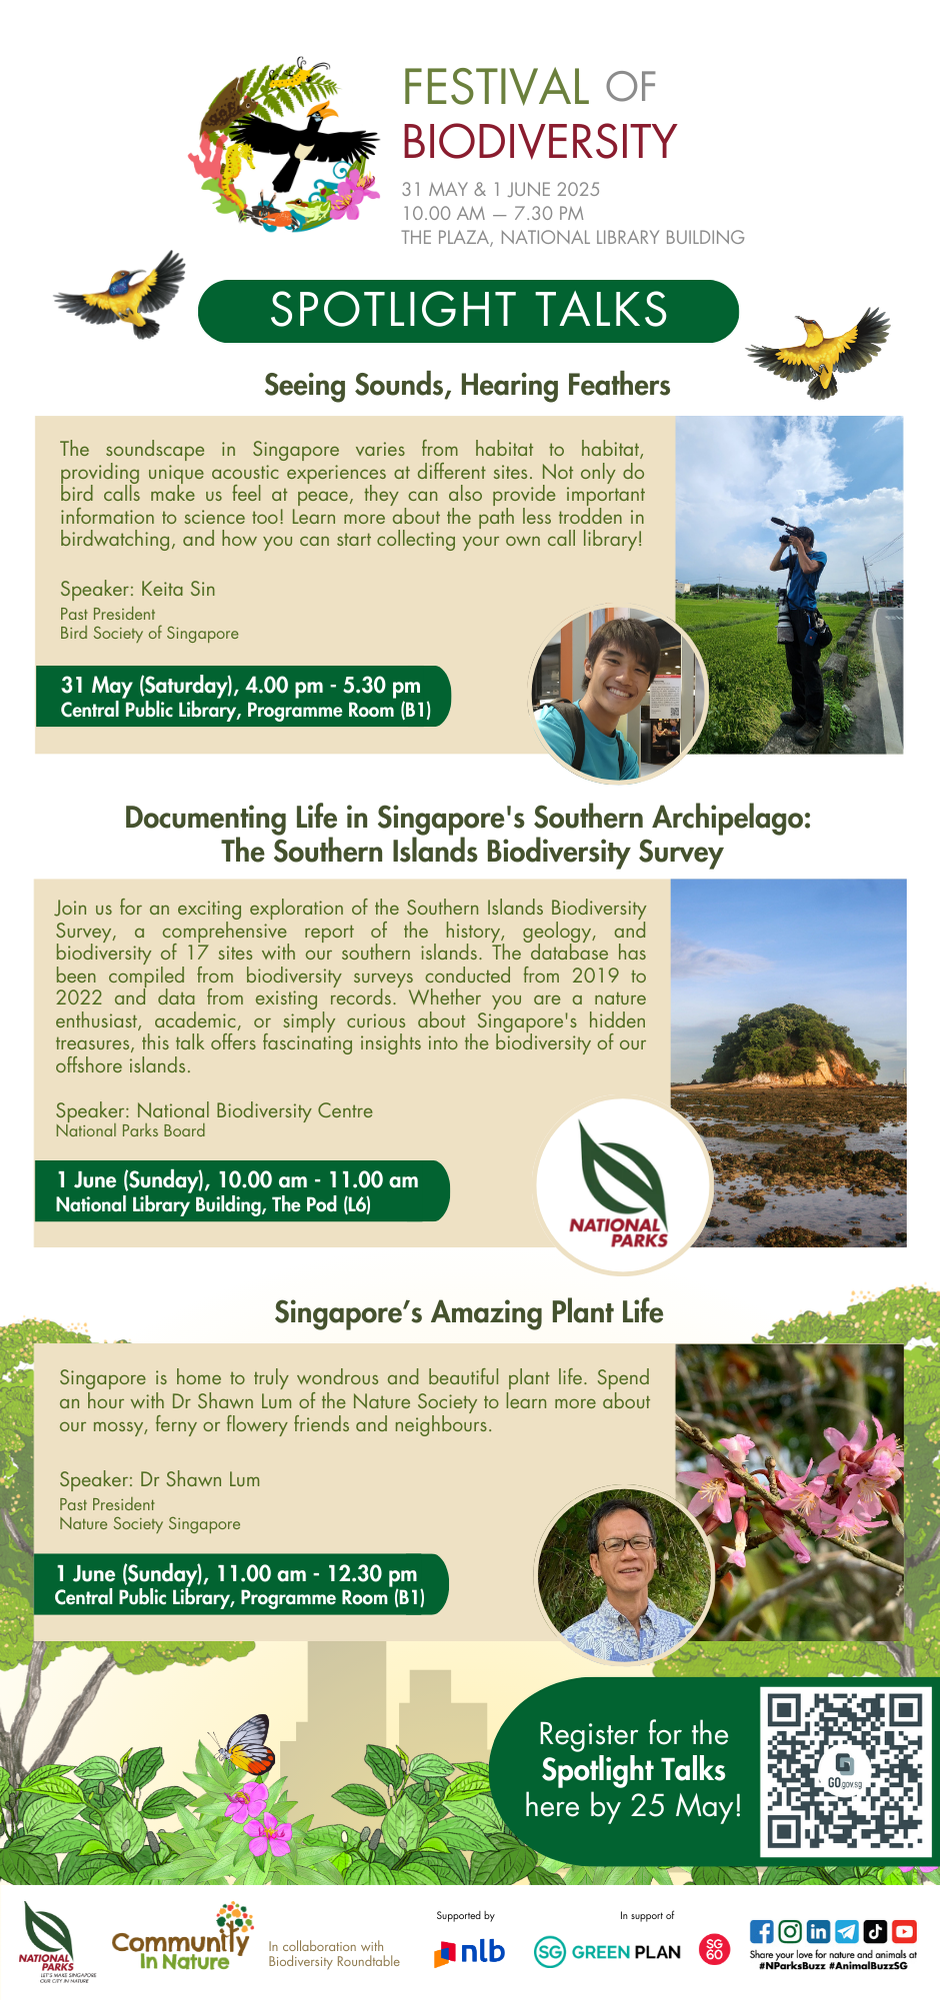 FESTIVAL OF
BIODIVERSITY
31 MAY & 1 JUNE 2025
10.00 AM — 7.30 PM
THE PLAZA, NATIONAL LIBRARY BUILDING
SPOTLIGHT TALKS
Seeing Sounds, Hearing Feathers
The soundscape in Singapore varies from habitat to habitat,
providing unique acoustic experiences at different sites. Not only do
bird calls make us feel at peace, they can also provide important
information to science too! Learn more about the path less trodden in
birdwatching, and how you can start collecting your own call library!
Speaker: Keita Sin
Past President
Bird Society of Singapore
31 May (Saturday), 4.00 pm - 5.30 pm
Central Public Library, Programme Room (B1)
Documenting Life in Singapore's Southern Archipelago:
The Southern Islands Biodiversity Survey
Join us for an exciting exploration of the Southern Islands Biodiversity
Survey, a comprehensive report of the history, geology, and
biodiversity of 17 sites with our southern islands. The database has
been compiled from biodiversity surveys conducted from 2019 to
2022 and data from existing records. Whether you are a nature
enthusiast, academic, or simply curious about Singapore's hidden
treasures, this talk offers fascinating insights into the biodiversity of our
offshore islands.
Speaker: National Biodiversity Centre
National Parks Board
1 June (Sunday), 10.00 am - 11.00 am
National Library Building, The Pod (L6)
NATIONAL
PARKS
Singapore’s Amazing Plant Life
Singapore is home to truly wondrous and beautiful plant life. Spend
an hour with Dr Shawn Lum of the Nature Society to learn more about
our mossy, ferny or flowery friends and neighbours.
Speaker: Dr Shawn Lum
Past President
Nature Society Singapore
1 June (Sunday), 11.00 am - 12.30 pm
Central Public Library, Programme Room (B1)
Register for the
Spotlight Talks
here by 25 May!
GO.gov.sg
NATIONAL
PARKS
LET'S MAKE SINGAPORE
OUR CITY IN NATURE
Community
In Nature
In collaboration with
Biodiversity Roundtable
Supported by
nlb
In support of
SG GREEN PLAN
SG
60
Share your love for nature and animals at
#NParksBuzz #AnimalBuzzSG